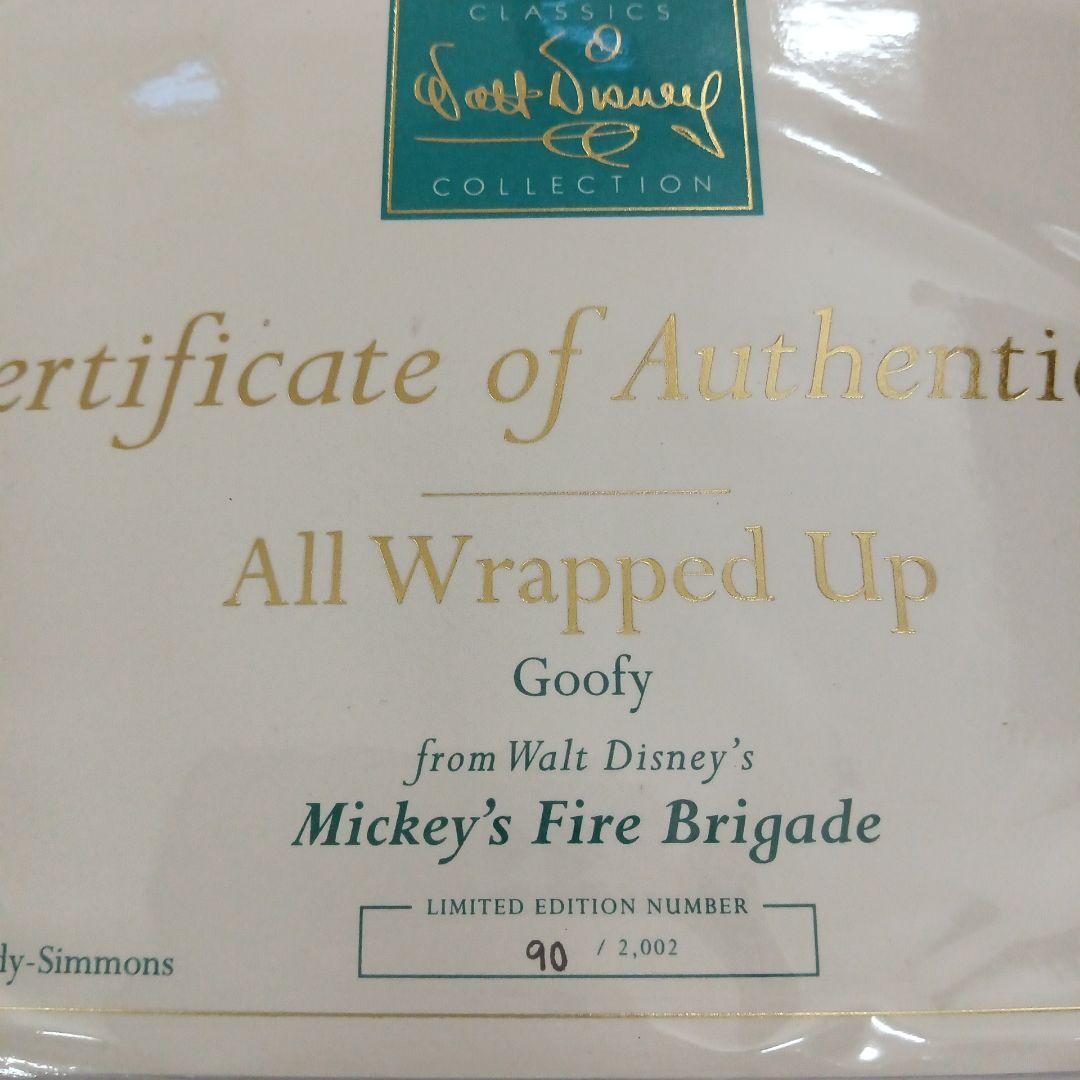 CLASSICS
Walt Disney
COLLECTION
ertificate of Authentic
All Wrapped Up
Goofy
from Walt Disney's
Mickey's Fire Brigade
LIMITED EDITION NUMBER
90 / 2,002
dy-Simmons